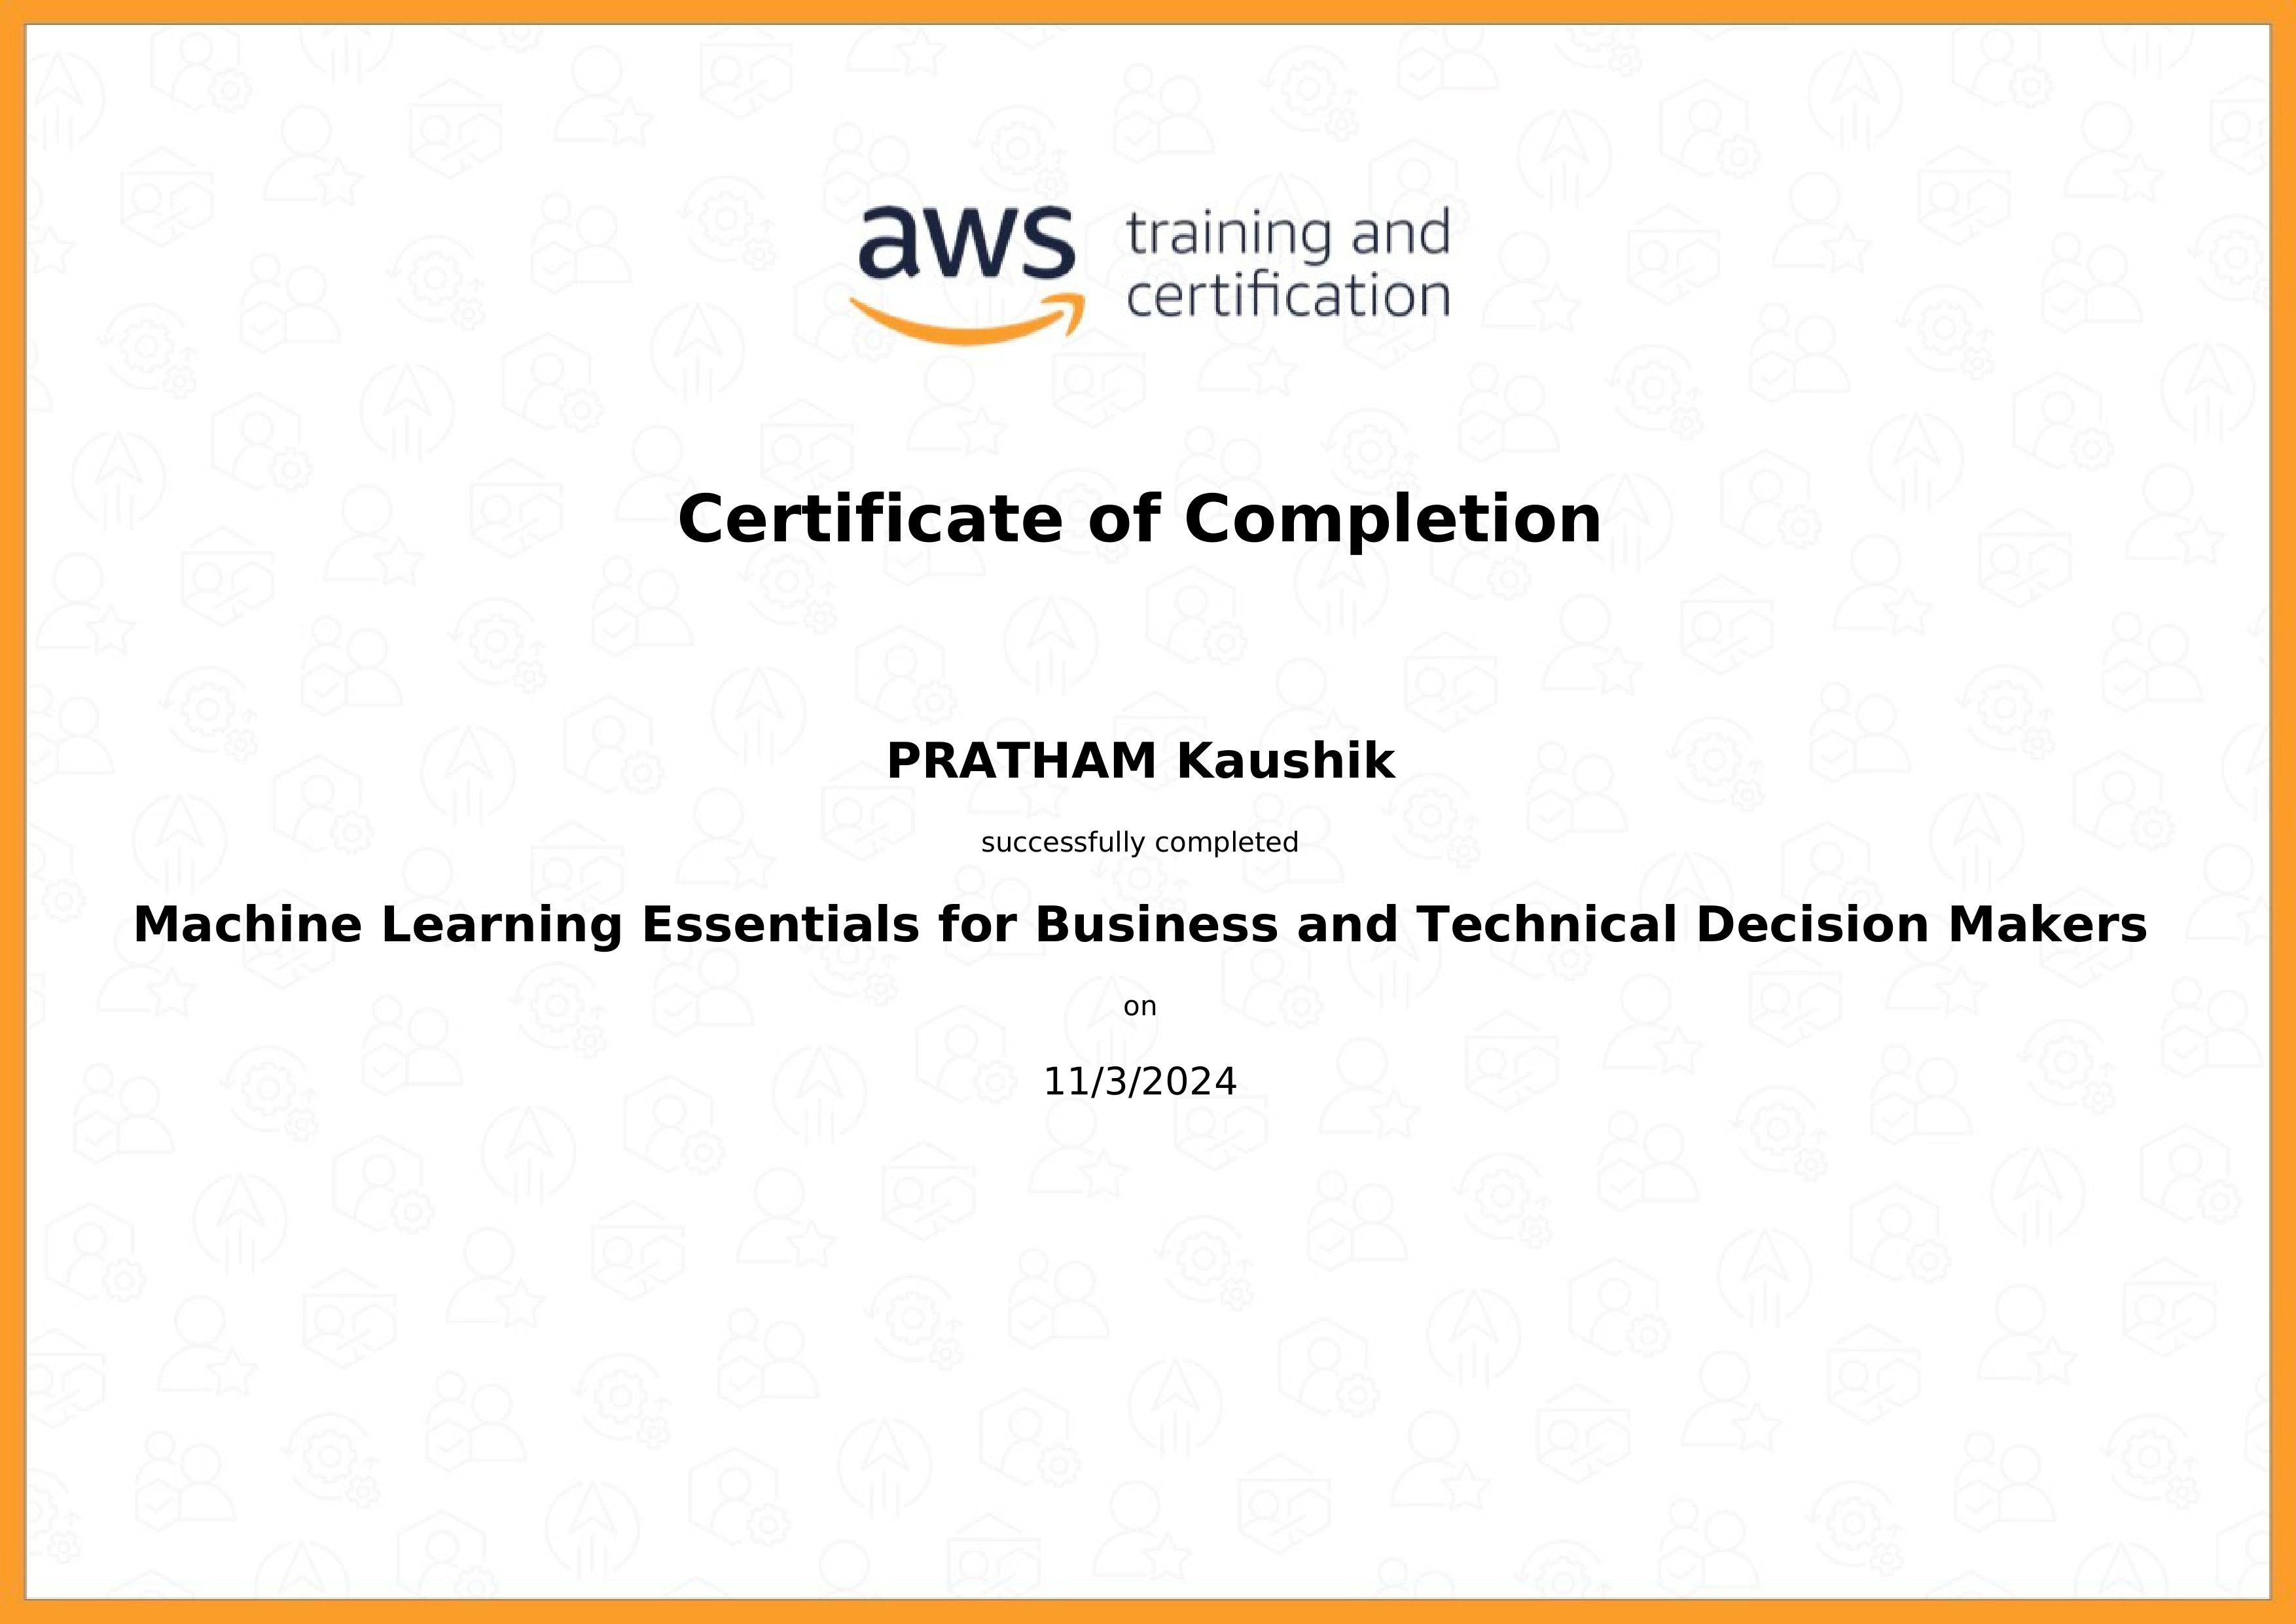 aws training and
certification
Certificate of Completion
PRATHAM Kaushik
successfully completed
Machine Learning Essentials for Business and Technical Decision Makers
on
11/3/2024